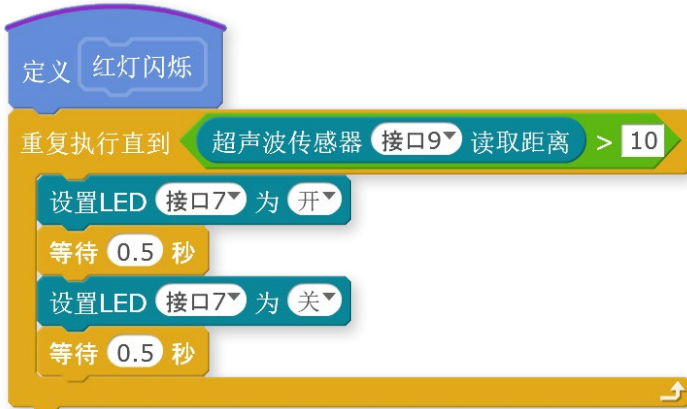 定义 红灯闪烁
重复执行直到 超声波传感器 接口9 读取距离 > 10
设置LED 接口7 为 开
等待 0.5 秒
设置LED 接口7 为 关
等待 0.5 秒